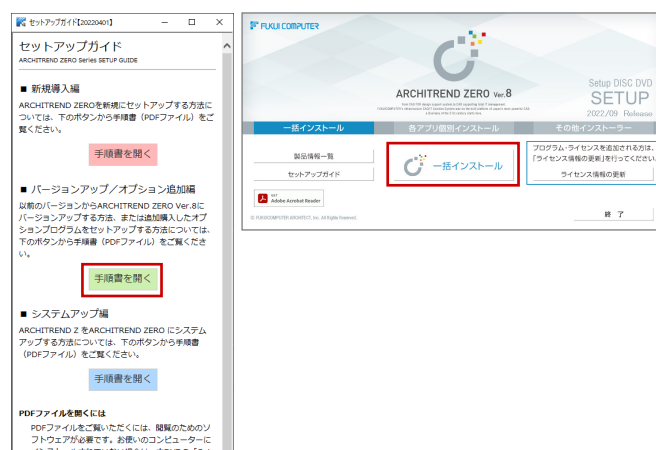 セットアップガイド【20220401】
セットアップガイド
ARCHITREND ZERO Series SETUP GUIDE
■ 新規導入編
ARCHITREND ZEROを新規にセットアップする方法に
ついては、下のボタンから手順書（PDFファイル）をご
覧ください。
手順書を開く
■ バージョンアップ／オプション追加編
以前のバージョンからARCHITREND ZERO Ver.8に
バージョンアップする方法、または追加購入したオプ
ションプログラムをセットアップする方法については、
下のボタンから手順書（PDFファイル）をご覧くださ
い。
手順書を開く
■ システムアップ編
ARCHITREND Z をARCHITREND ZERO にシステム
アップする方法については、下のボタンから手順書
（PDFファイル）をご覧ください。
手順書を開く
PDFファイルを開くには
PDFファイルをご覧いただくには、閲覧のためのソ
フトウェアが必要です。お使いのコンピューターに
FUKUI COMPUTER
ARCHITREND ZERO Ver.8
Setup DISC DVD
SETUP
2022/09 Release
一括インストール
各アプリ個別インストール
その他インストーラー
製品情報一覧
セットアップガイド
一括インストール
プログラム・ライセンスを追加される方は、
「ライセンス情報の更新」を行ってください。
ライセンス情報の更新
GET
Adobe Acrobat Reader
© FUKUICOMPUTER ARCHITECT, Inc. All Rights Reserved.
終 了